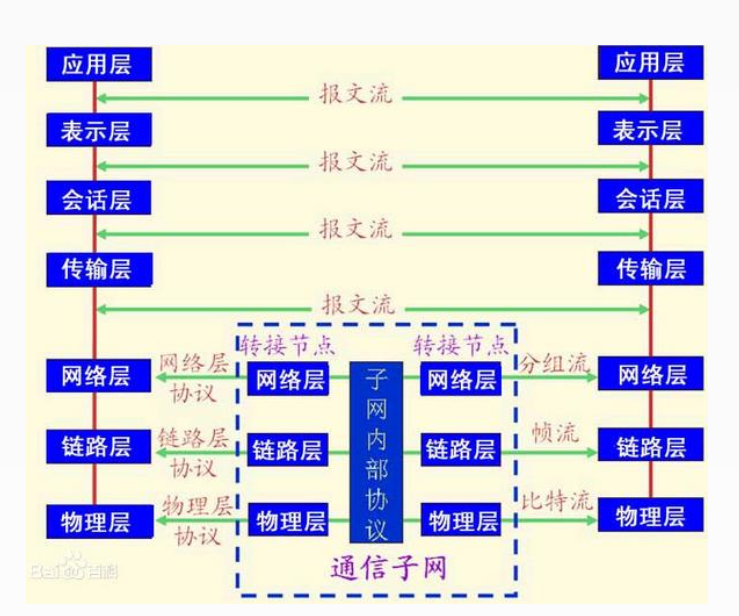 应用层 应用层
报文流
表示层 表示层
报文流
会话层 会话层
报文流
传输层 传输层
报文流
转接节点 转接节点
网络层 网络层协议 网络层 网络层 分组流 网络层
子网内部协议
链路层 链路层协议 链路层 链路层 帧流 链路层
物理层 物理层协议 物理层 物理层 比特流 物理层
通信子网
Bai百科